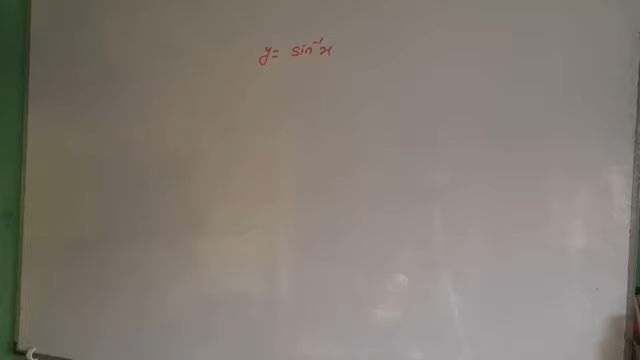 y = sin⁻¹x